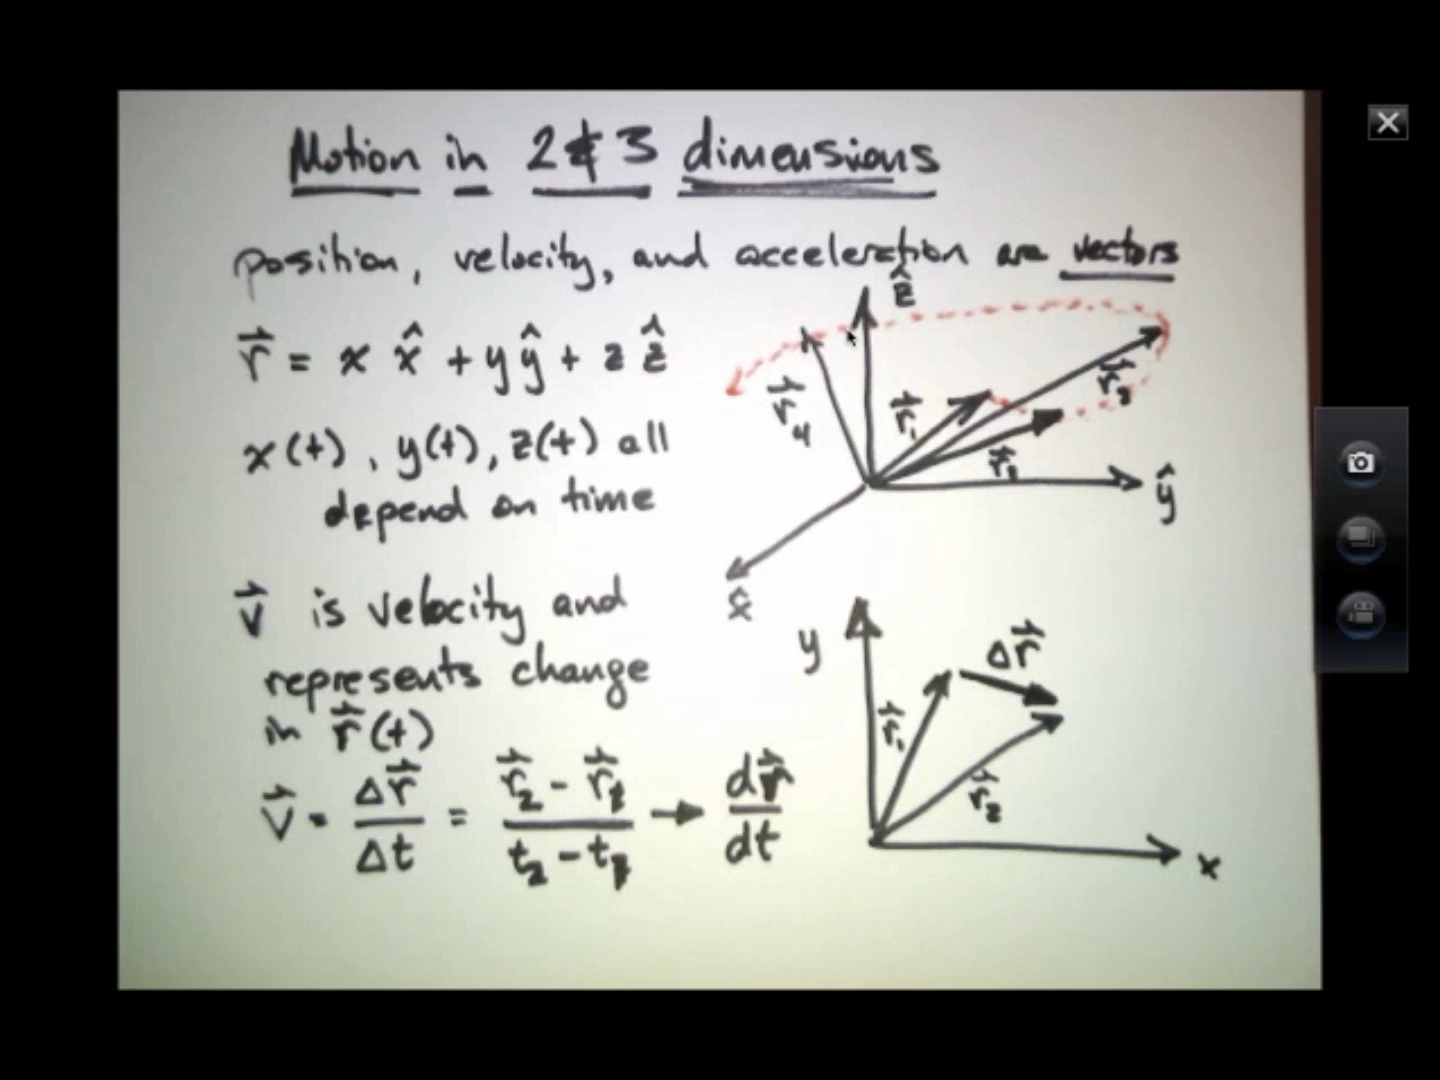 Motion in 2 & 3 dimensions
position, velocity, and acceleration are vectors
r⃗ = x x̂ + y ŷ + z ẑ
x(t), y(t), z(t) all
depend on time
v⃗ is velocity and
represents change
in r⃗(t)
v⃗ = Δr⃗/Δt = (r⃗₂ - r⃗₁)/(t₂ - t₁) → dr⃗/dt
ẑ
r⃗₄
r⃗₁
r⃗₃
r⃗₂
ŷ
x̂
y
Δr⃗
r⃗₁
r⃗₂
x